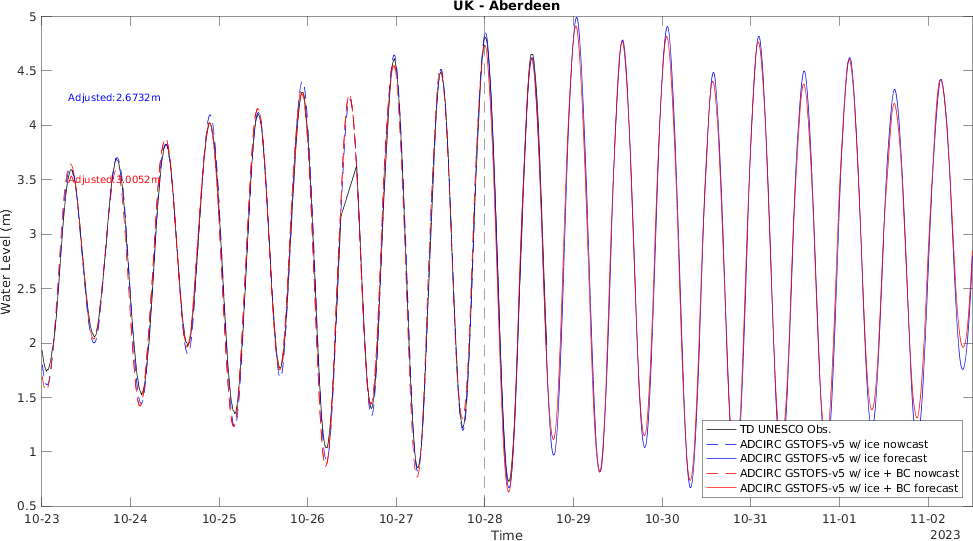 UK - Aberdeen
5
4.5
4
3.5
3
2.5
2
1.5
1
0.5
Water Level (m)
Adjusted:2.6732m
Adjusted:3.0052m
TD UNESCO Obs.
ADCIRC GSTOFS-v5 w/ ice nowcast
ADCIRC GSTOFS-v5 w/ ice forecast
ADCIRC GSTOFS-v5 w/ ice + BC nowcast
ADCIRC GSTOFS-v5 w/ ice + BC forecast
10-23 10-24 10-25 10-26 10-27 10-28 10-29 10-30 10-31 11-01 11-02
2023
Time